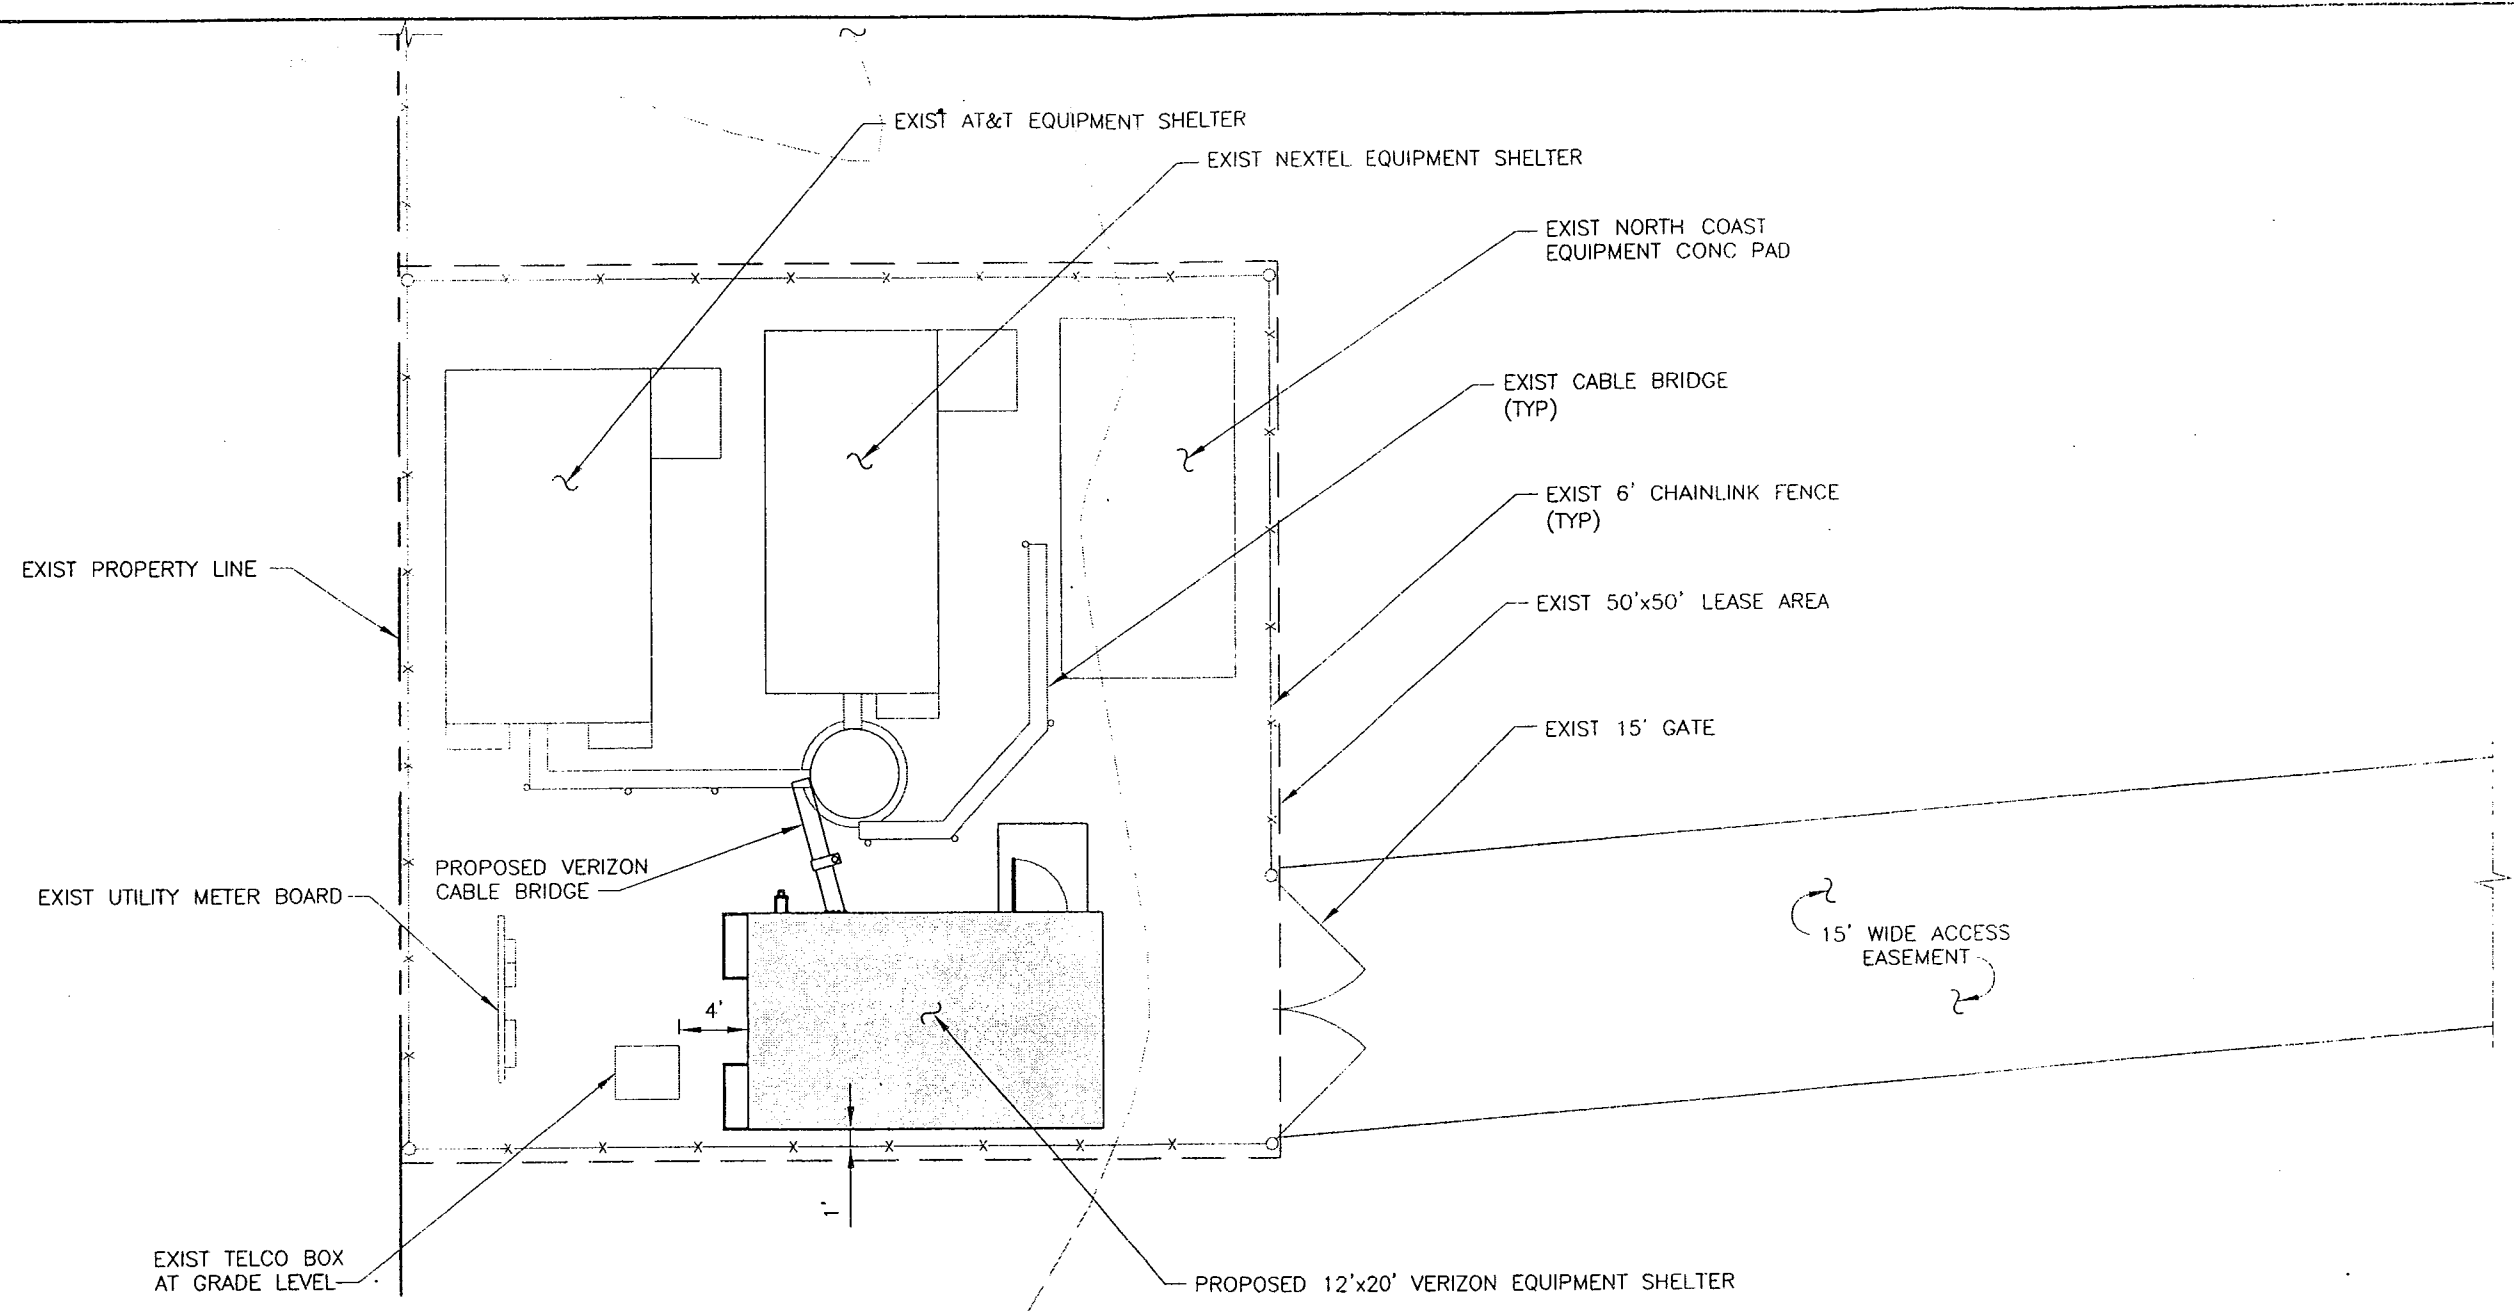 EXIST AT&T EQUIPMENT SHELTER
EXIST NEXTEL EQUIPMENT SHELTER
EXIST NORTH COAST
EQUIPMENT CONC PAD
EXIST CABLE BRIDGE
(TYP)
EXIST 6' CHAINLINK FENCE
(TYP)
EXIST PROPERTY LINE
EXIST 50'x50' LEASE AREA
EXIST 15' GATE
PROPOSED VERIZON
CABLE BRIDGE
EXIST UTILITY METER BOARD
15' WIDE ACCESS
EASEMENT
4'
1'
EXIST TELCO BOX
AT GRADE LEVEL
PROPOSED 12'x20' VERIZON EQUIPMENT SHELTER